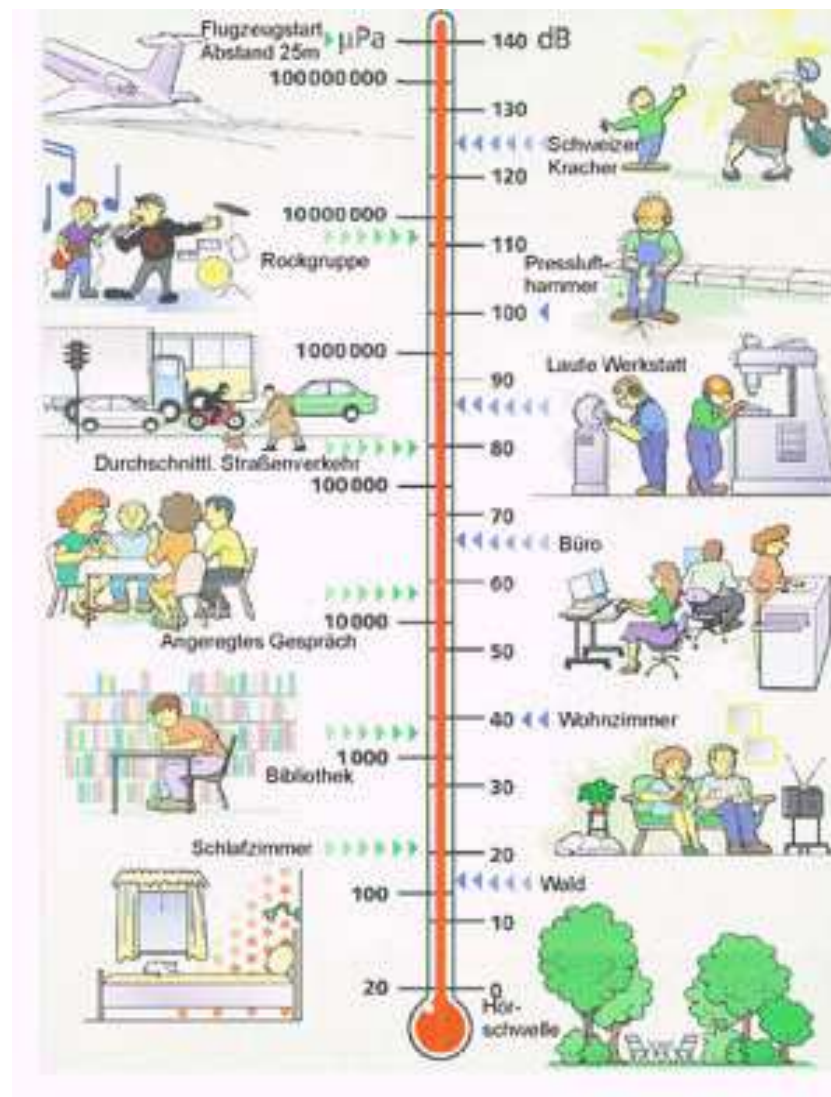 Flugzeugstart
Abstand 25m
µPa
140 dB
100 000 000
130
Schweizer
Kracher
120
10 000 000
110
Rockgruppe
Pressluft-
hammer
100
1 000 000
Laute Werkstatt
90
80
Durchschnittl. Straßenverkehr
100 000
70
Büro
60
10 000
Angeregtes Gespräch
50
40
Wohnzimmer
1 000
Bibliothek
30
Schlafzimmer
20
Wald
100
10
20
0
Hör-
schwelle